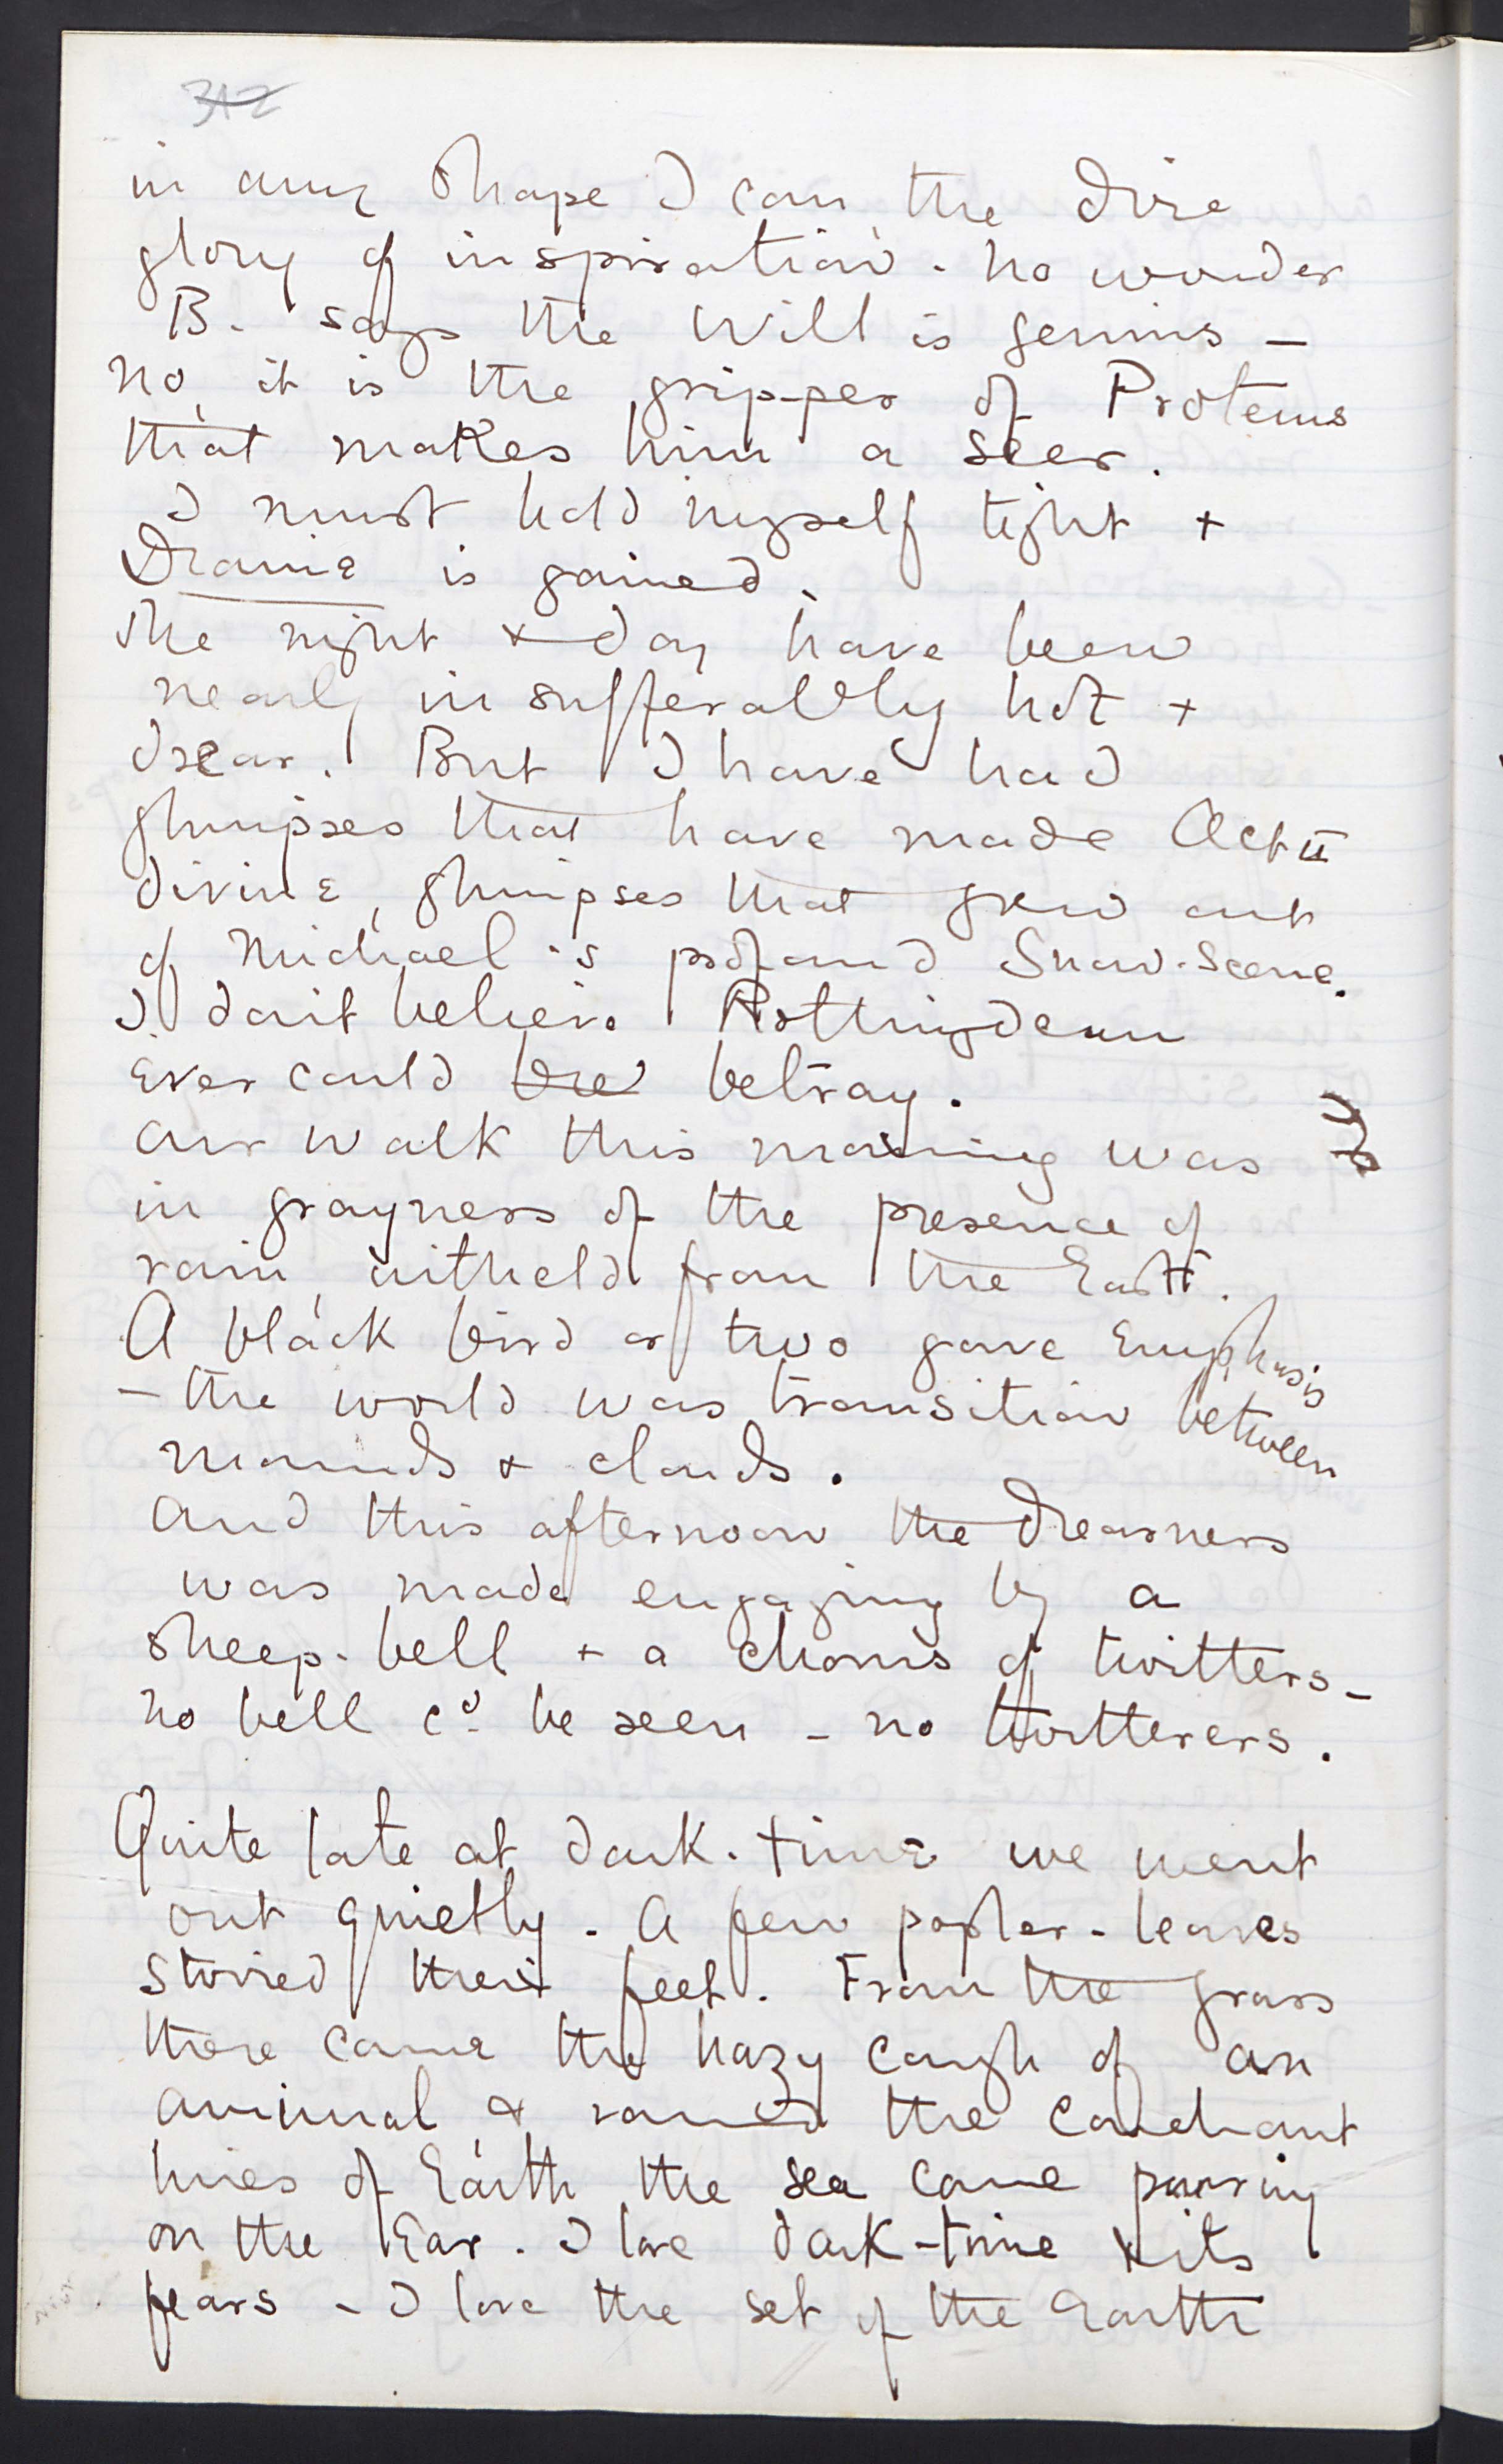 312
in any shape I can the dire
glory of inspiration. No wonder
B. says the Will is genius —
no, it is the gripper of Proteus
that makes him a seer.
I must hold myself tight +
Drama is gained.
The night + day have been
nearly insufferably hot +
drear. But I have had
glimpses that have made Act II
divine, glimpses that grew out
of Michael's profound Snow-scene.
I don't believe Rottingdean
ever could be betray.
Our walk this morning was
in grayness of the presence of
rain, witheld from the Earth.
A black bird or two gave Emphasis
— the world was transition between
mounds + clouds.
And this afternoon the drearness
was made engaging by a
sheep-bell + a chorus of twitters —
no bell cd. be seen — no twitterers.
Quite late at dark-time we went
out quietly. A few poplar-leaves
stirred their feet. From the grass
there came the hazy cough of an
animal, + round the couchant
lines of Earth the sea came purring
on the Ear. I love dark-time + its
fears — I love the set of the Earth